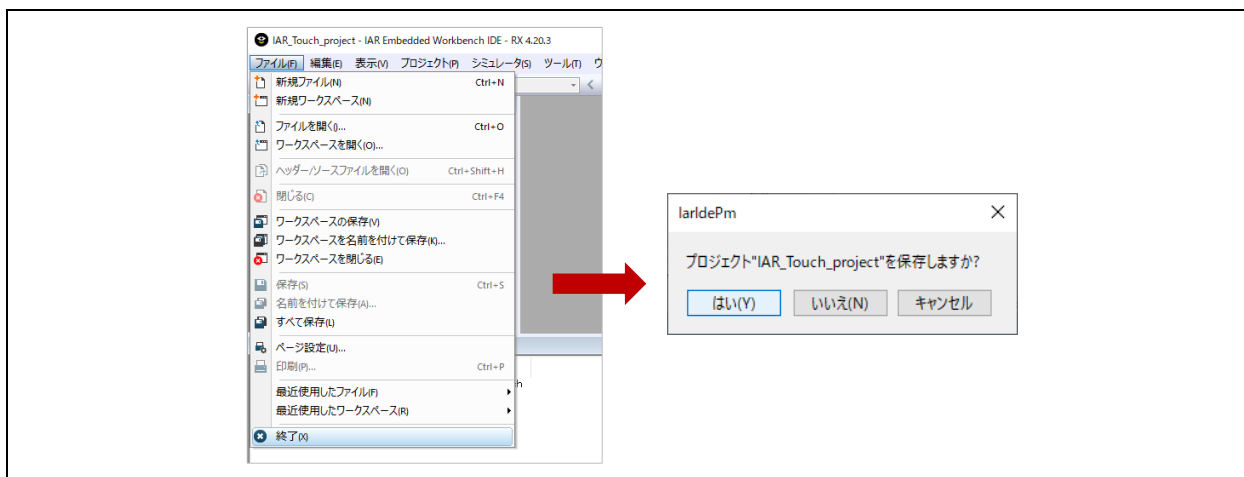 IAR_Touch_project - IAR Embedded Workbench IDE - RX 4.20.3
ファイル(F) 編集(E) 表示(V) プロジェクト(P) シミュレータ(S) ツール(T) ウ
新規ファイル(N) Ctrl+N
新規ワークスペース(N)
ファイルを開く(I)... Ctrl+O
ワークスペースを開く(O)...
ヘッダー/ソースファイルを開く(O) Ctrl+Shift+H
閉じる(C) Ctrl+F4
ワークスペースの保存(V)
ワークスペースを名前を付けて保存(K)...
ワークスペースを閉じる(E)
保存(S) Ctrl+S
名前を付けて保存(A)...
すべて保存(L)
ページ設定(U)...
印刷(P)... Ctrl+P
最近使用したファイル(F)
最近使用したワークスペース(R)
終了(X)
h
IarIdePm
プロジェクト"IAR_Touch_project"を保存しますか?
はい(Y) いいえ(N) キャンセル